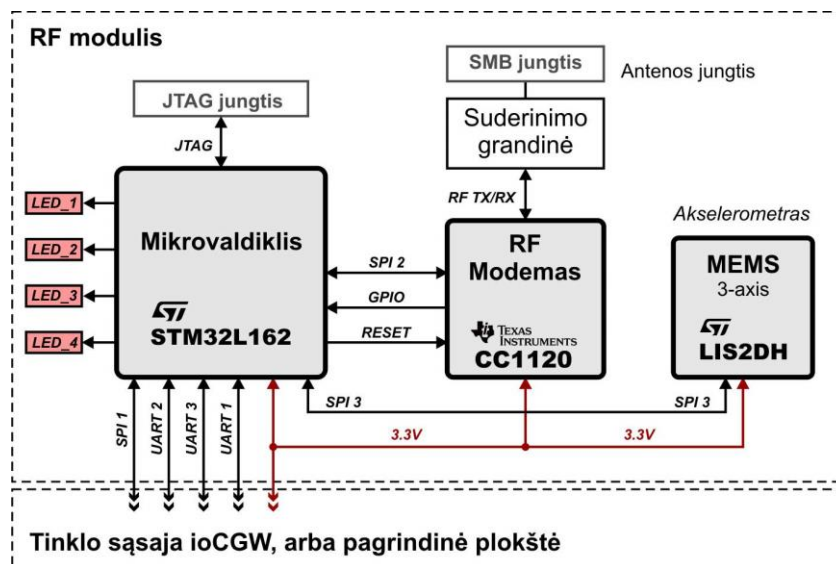 RF modulis
SMB jungtis
Antenos jungtis
JTAG jungtis
Suderinimo
grandinė
JTAG
RF TX/RX
LED_1
LED_2
LED_3
LED_4
Mikrovaldiklis
STM32L162
SPI 2
GPIO
RESET
RF
Modemas
TEXAS
INSTRUMENTS
CC1120
Akselerometras
MEMS
3-axis
ST
LIS2DH
SPI 1
UART 2
UART 3
UART 1
SPI 3
SPI 3
3.3V
3.3V
Tinklo sąsaja ioCGW, arba pagrindinė plokštė